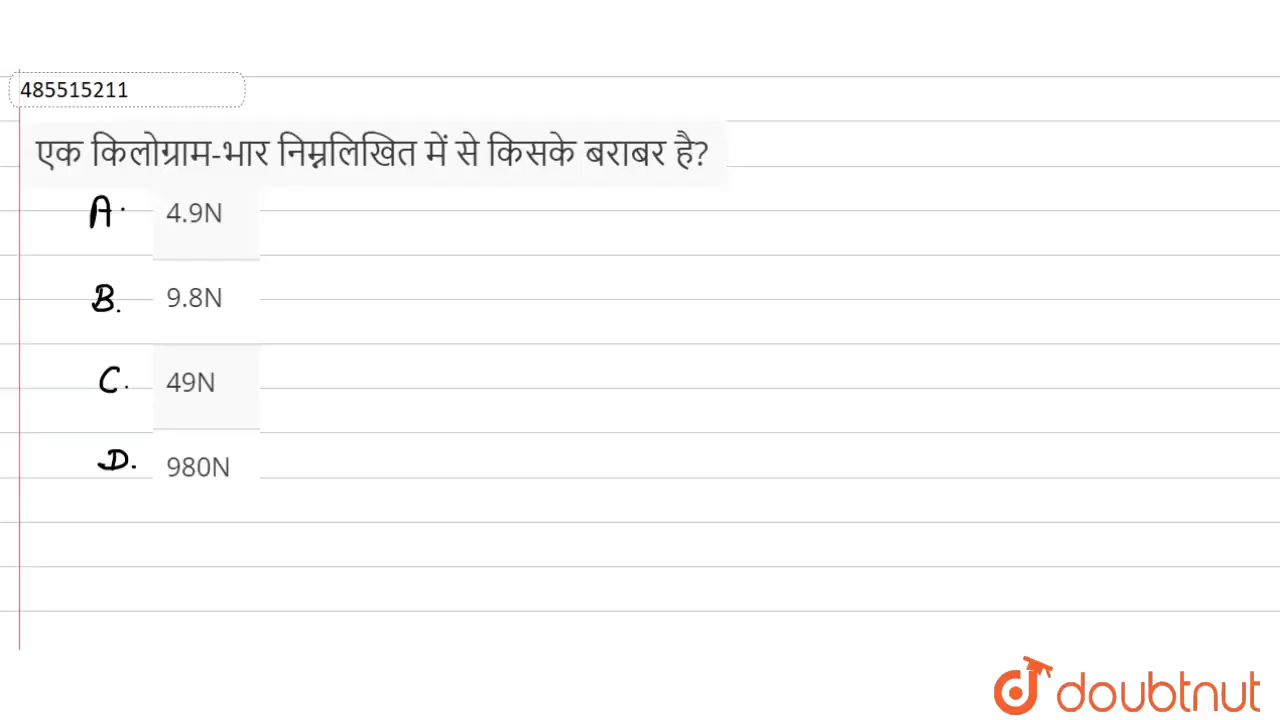 485515211
एक किलोग्राम-भार निम्नलिखित में से किसके बराबर है?
A. 4.9N
B. 9.8N
C. 49N
D. 980N
doubtnut